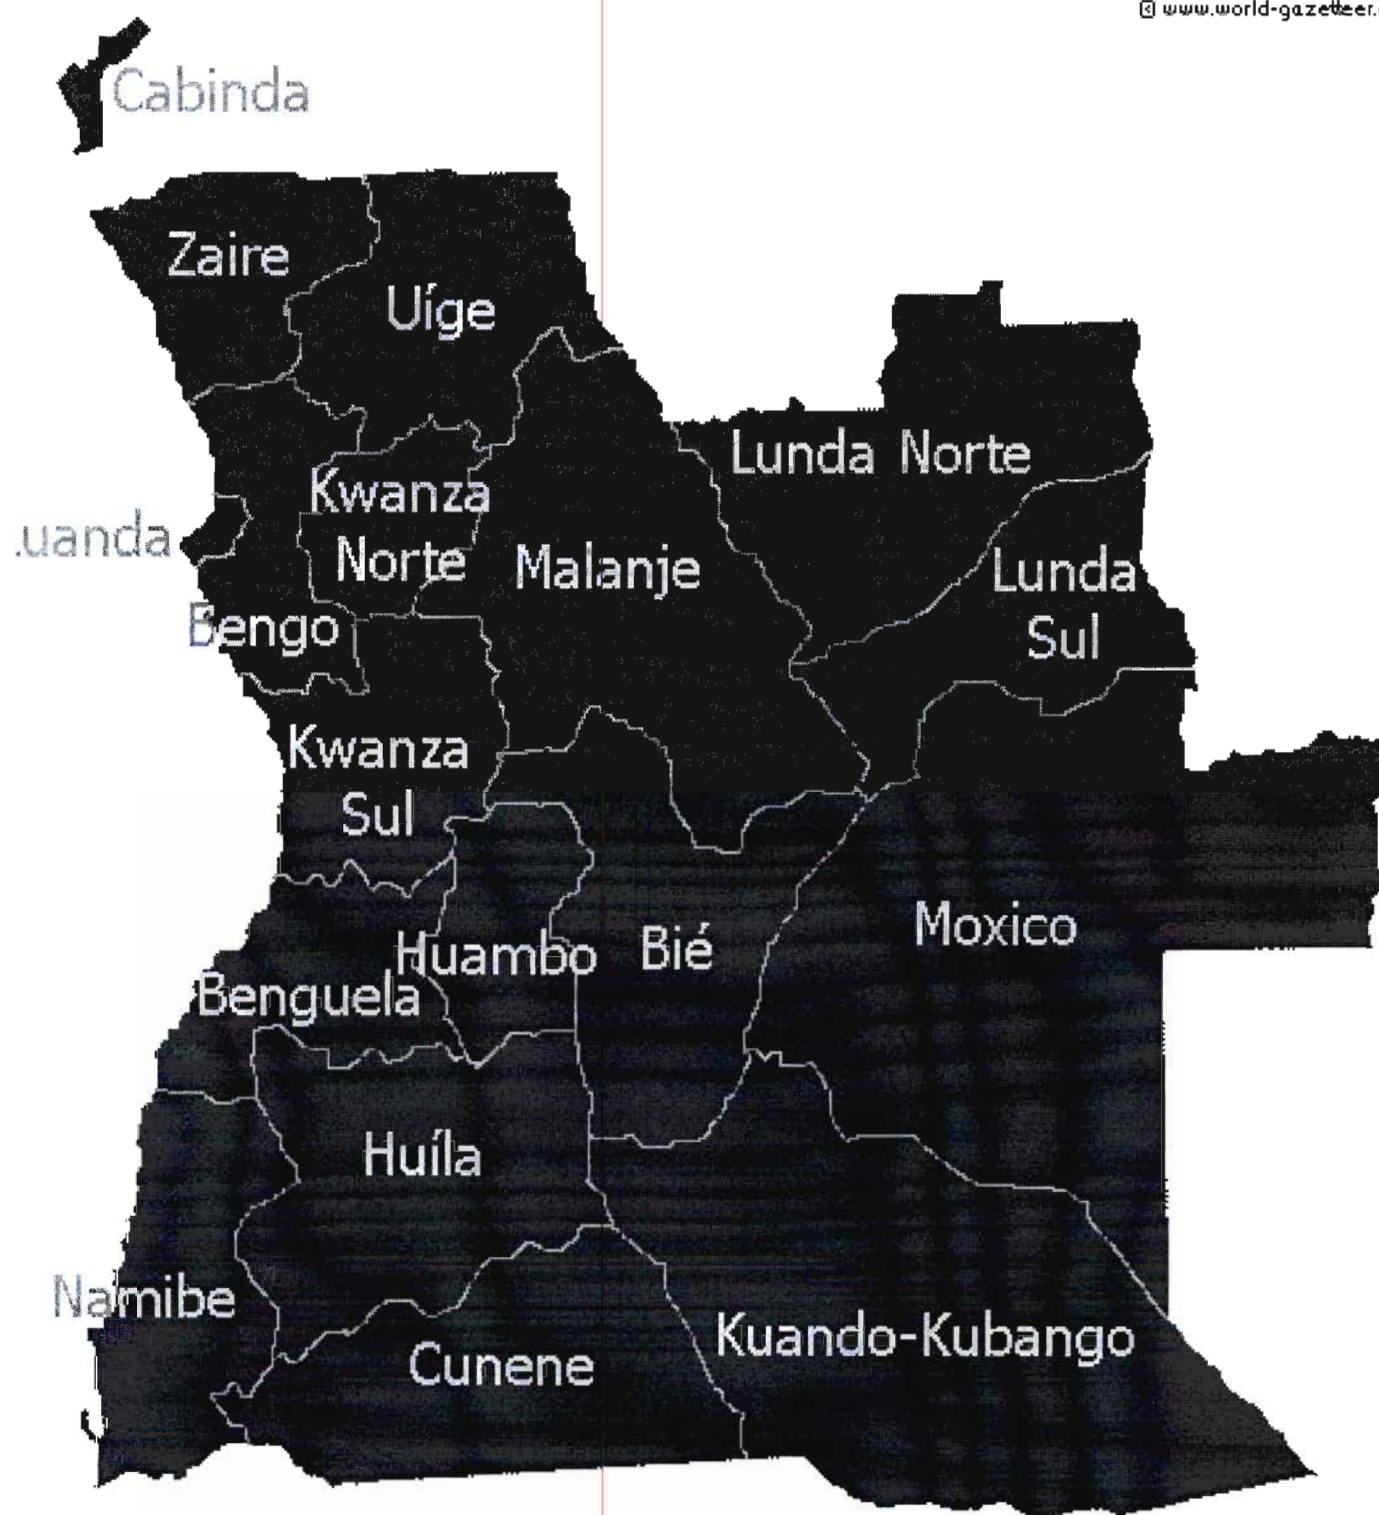 © www.world-gazetteer.
Cabinda
Zaire
Uíge
Lunda Norte
Kwanza
Norte
.uanda
Malanje
Lunda
Sul
Bengo
Kwanza
Sul
Moxico
Huambo
Bié
Benguela
Huíla
Namibe
Kuando-Kubango
Cunene